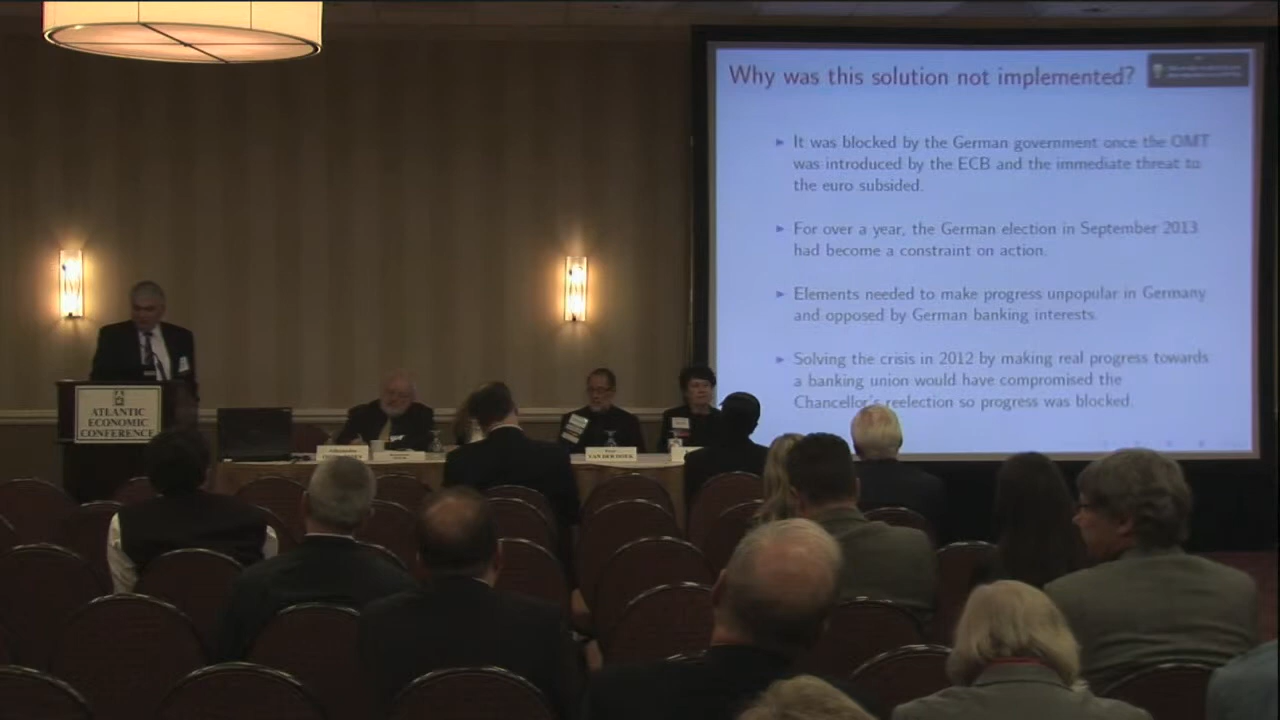 Why was this solution not implemented?
► It was blocked by the German government once the OMT
was introduced by the ECB and the immediate threat to
the euro subsided.
► For over a year, the German election in September 2013
had become a constraint on action.
► Elements needed to make progress unpopular in Germany
and opposed by German banking interests.
► Solving the crisis in 2012 by making real progress towards
a banking union would have compromised the
Chancellor's reelection so progress was blocked.
ATLANTIC
ECONOMIC
CONFERENCE
VAN DER HOEK